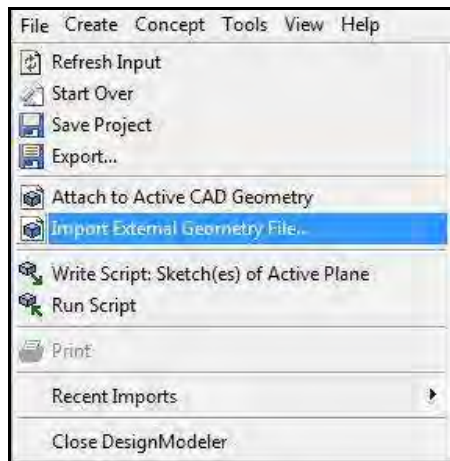 File Create Concept Tools View Help
Refresh Input
Start Over
Save Project
Export...
Attach to Active CAD Geometry
Import External Geometry File...
Write Script: Sketch(es) of Active Plane
Run Script
Print
Recent Imports
Close DesignModeler